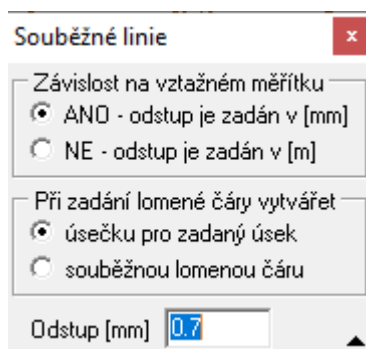 Souběžné linie x
Závislost na vztažném měřítku
ANO - odstup je zadán v [mm]
NE - odstup je zadán v [m]
Při zadání lomené čáry vytvářet
úsečku pro zadaný úsek
souběžnou lomenou čáru
Odstup [mm] 0.7